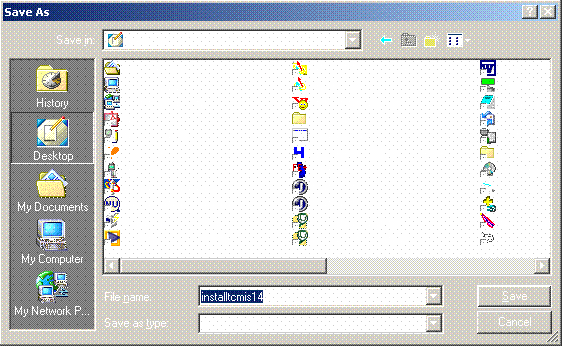 Save As
Save in:
History
Desktop
My Documents
My Computer
My Network P...
File name:
installtcmis14
Save
Save as type:
Cancel